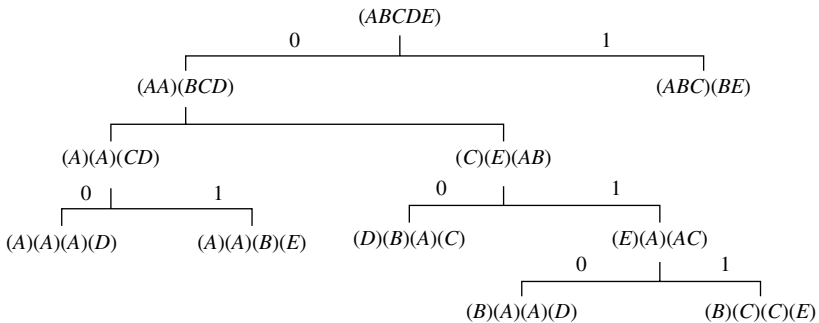 (ABCDE)
0 1
(AA)(BCD) (ABC)(BE)
(A)(A)(CD) (C)(E)(AB)
0 1 0 1
(A)(A)(A)(D) (A)(A)(B)(E) (D)(B)(A)(C) (E)(A)(AC)
0 1
(B)(A)(A)(D) (B)(C)(C)(E)